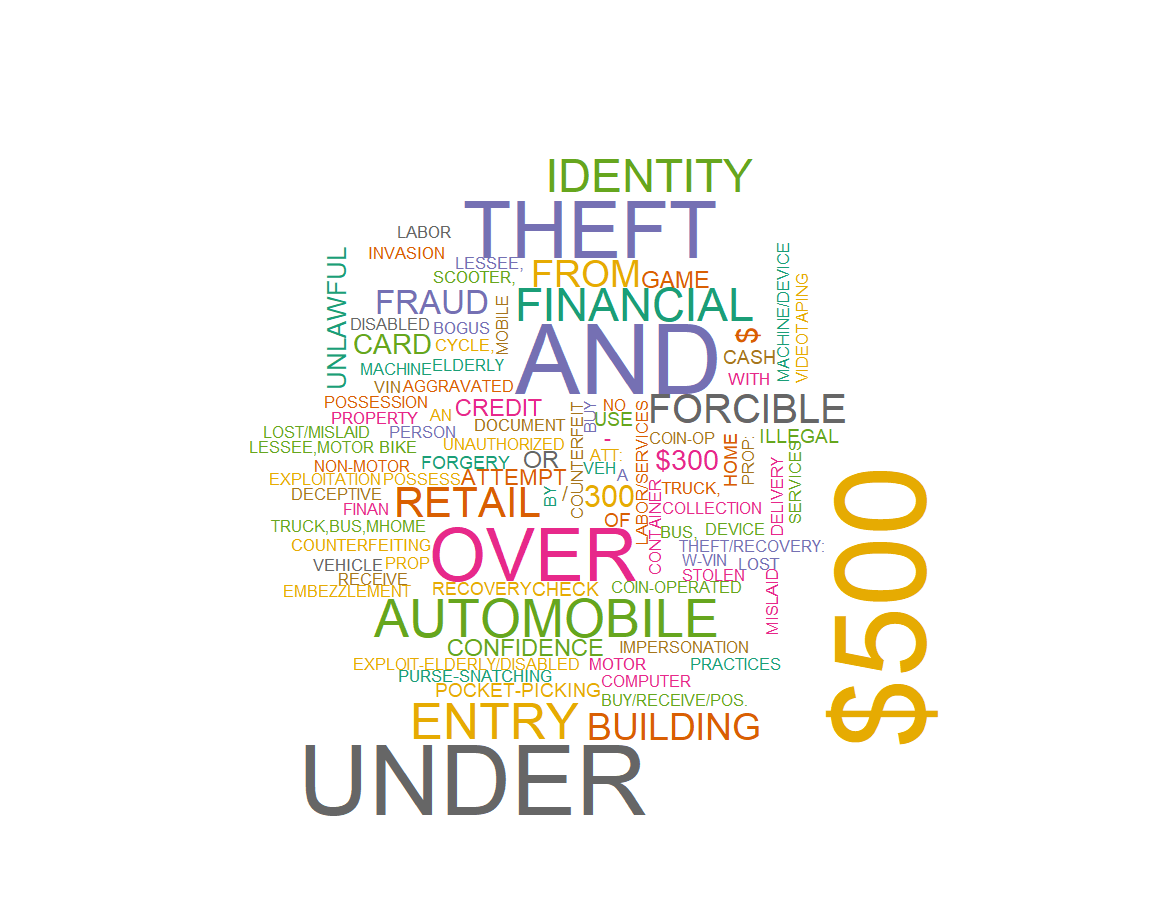 IDENTITY
THEFT
LABOR
INVASION
LESSEE,
SCOOTER,
FROM
GAME
UNLAWFUL
FRAUD
MOBILE
FINANCIAL
MACHINE/DEVICE
VIDEOTAPING
DISABLED
BOGUS
AND
$
CARD
CYCLE,
CASH
MACHINE
ELDERLY
WITH
VIN
AGGRAVATED
POSSESSION
CREDIT
COUNTERFEIT
BUY
NO
LABOR/SERVICES
FORCIBLE
PROPERTY
AN
USE
LOST/MISLAID
PERSON
DOCUMENT
-
COIN-OP
HOME
PROP.:
ILLEGAL
LESSEE,MOTOR BIKE
UNAUTHORIZED
ATT:
SERVICES
NON-MOTOR
FORGERY
OR
VEH
A
$300
DELIVERY
EXPLOITATION
POSSESS
ATTEMPT
BY
/
300
CONTAINER
TRUCK,
$500
DECEPTIVE
RETAIL
FINAN
OF
COLLECTION
TRUCK,BUS,MHOME
OVER
BUS,
DEVICE
COUNTERFEITING
THEFT/RECOVERY:
VEHICLE
PROP
W-VIN
LOST
RECEIVE
STOLEN
MISLAID
EMBEZZLEMENT
RECOVERY
CHECK
COIN-OPERATED
AUTOMOBILE
CONFIDENCE
IMPERSONATION
EXPLOIT-ELDERLY/DISABLED
MOTOR
PRACTICES
PURSE-SNATCHING
COMPUTER
POCKET-PICKING
BUY/RECEIVE/POS.
ENTRY
BUILDING
UNDER